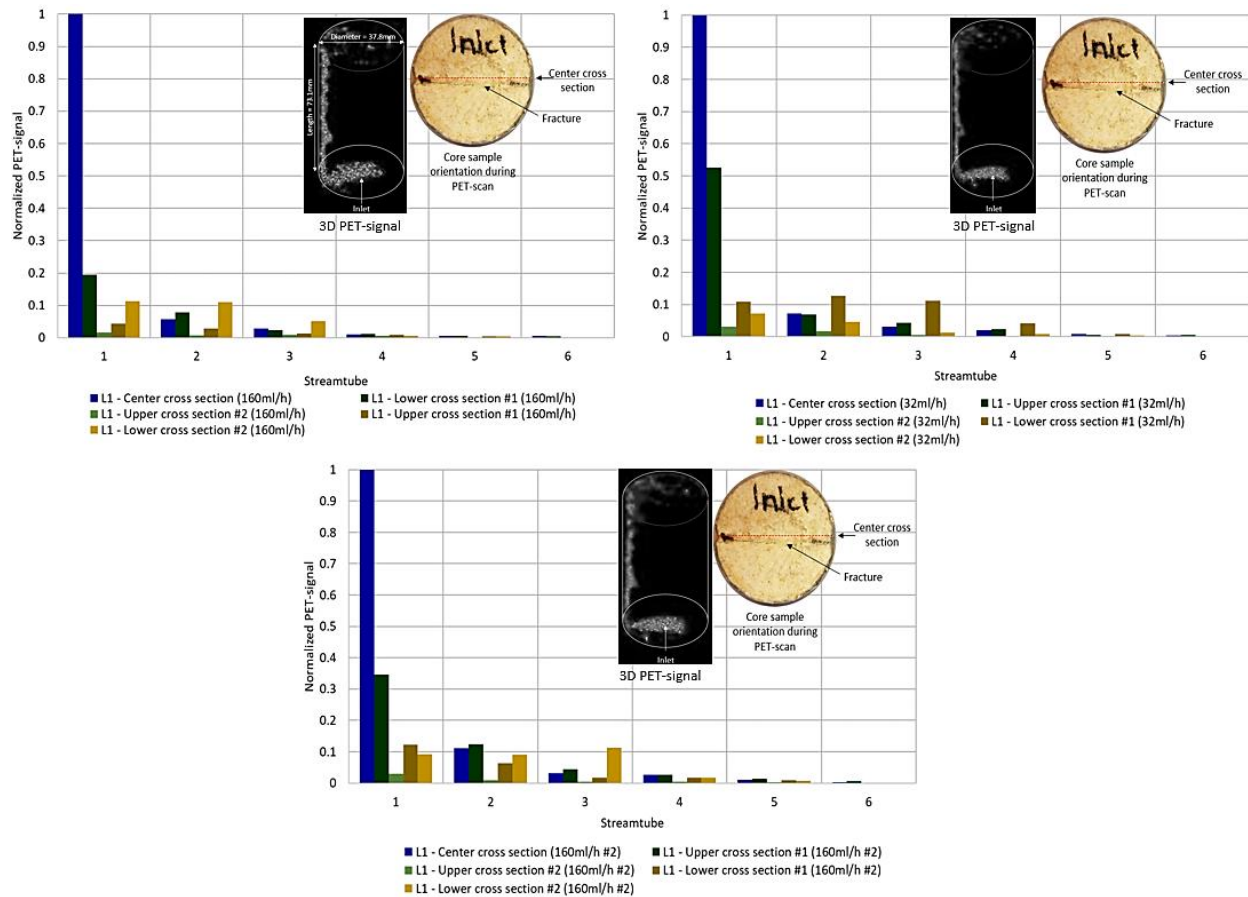 1
0.9
0.8
0.7
0.6
0.5
0.4
0.3
0.2
0.1
0
Normalized PET-signal
Diameter = 37.8mm
Length = 73.1mm
Inlet
3D PET-signal
Inlet
Center cross
section
Fracture
Core sample
orientation during
PET-scan
1 2 3 4 5 6
Streamtube
L1 - Center cross section (160ml/h) L1 - Lower cross section #1 (160ml/h)
L1 - Upper cross section #2 (160ml/h) L1 - Upper cross section #1 (160ml/h)
L1 - Lower cross section #2 (160ml/h)
1
0.9
0.8
0.7
0.6
0.5
0.4
0.3
0.2
0.1
0
Normalized PET-signal
Inlet
3D PET-signal
Inlet
Center cross
section
Fracture
Core sample
orientation during
PET-scan
1 2 3 4 5 6
Streamtube
L1 - Center cross section (32ml/h) L1 - Upper cross section #1 (32ml/h)
L1 - Upper cross section #2 (32ml/h) L1 - Lower cross section #1 (32ml/h)
L1 - Lower cross section #2 (32ml/h)
1
0.9
0.8
0.7
0.6
0.5
0.4
0.3
0.2
0.1
0
Normalized PET-signal
Inlet
3D PET-signal
Inlet
Center cross
section
Fracture
Core sample
orientation during
PET-scan
1 2 3 4 5 6
Streamtube
L1 - Center cross section (160ml/h #2) L1 - Upper cross section #1 (160ml/h #2)
L1 - Upper cross section #2 (160ml/h #2) L1 - Lower cross section #1 (160ml/h #2)
L1 - Lower cross section #2 (160ml/h #2)